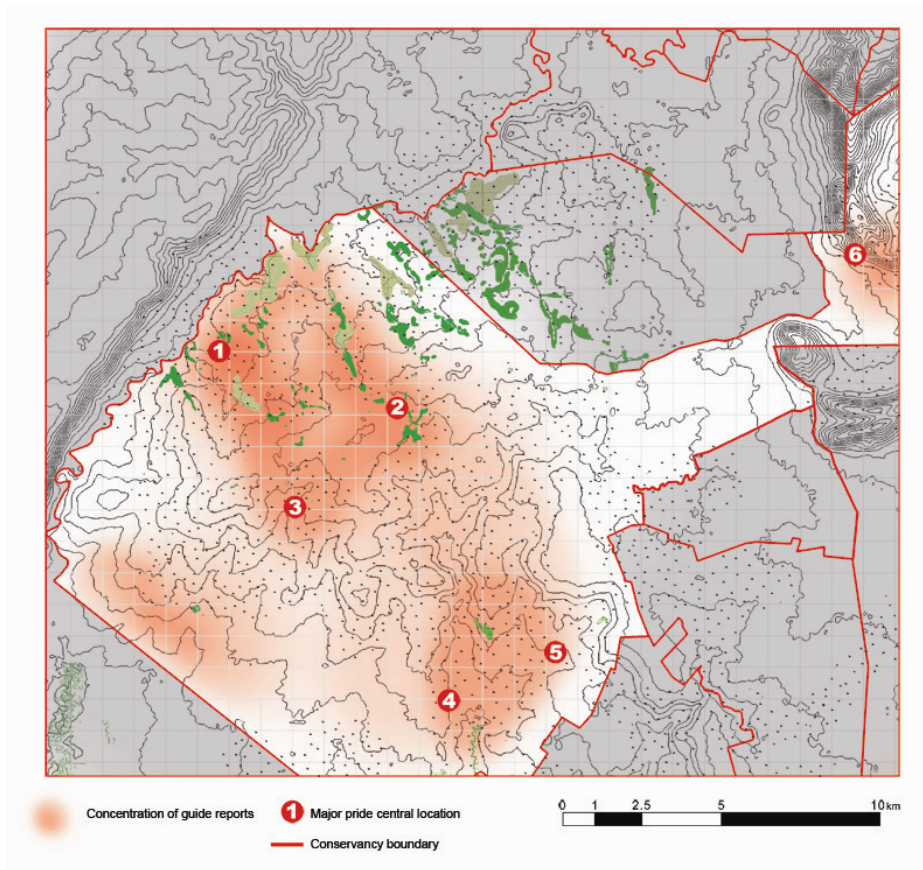 6
1
2
3
5
4
Concentration of guide reports
1 Major pride central location
Conservancy boundary
0 1 2.5 5 10 km